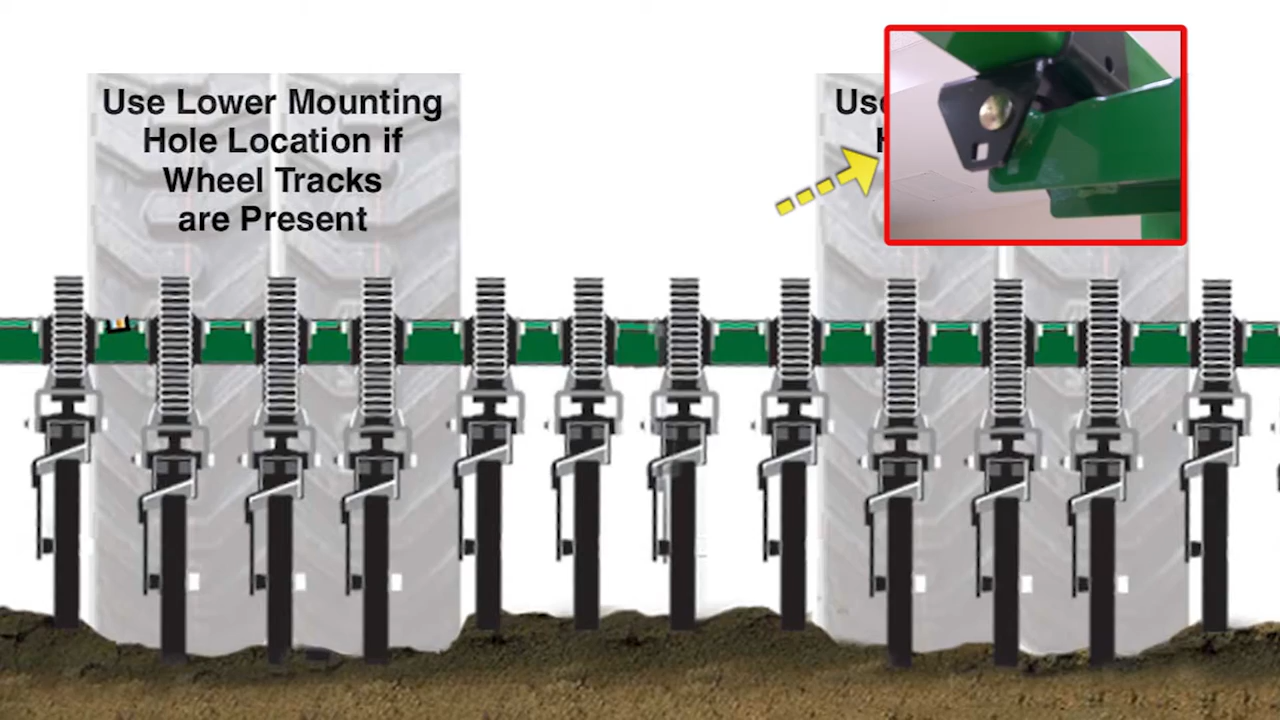 Use Lower Mounting
Hole Location if
Wheel Tracks
are Present